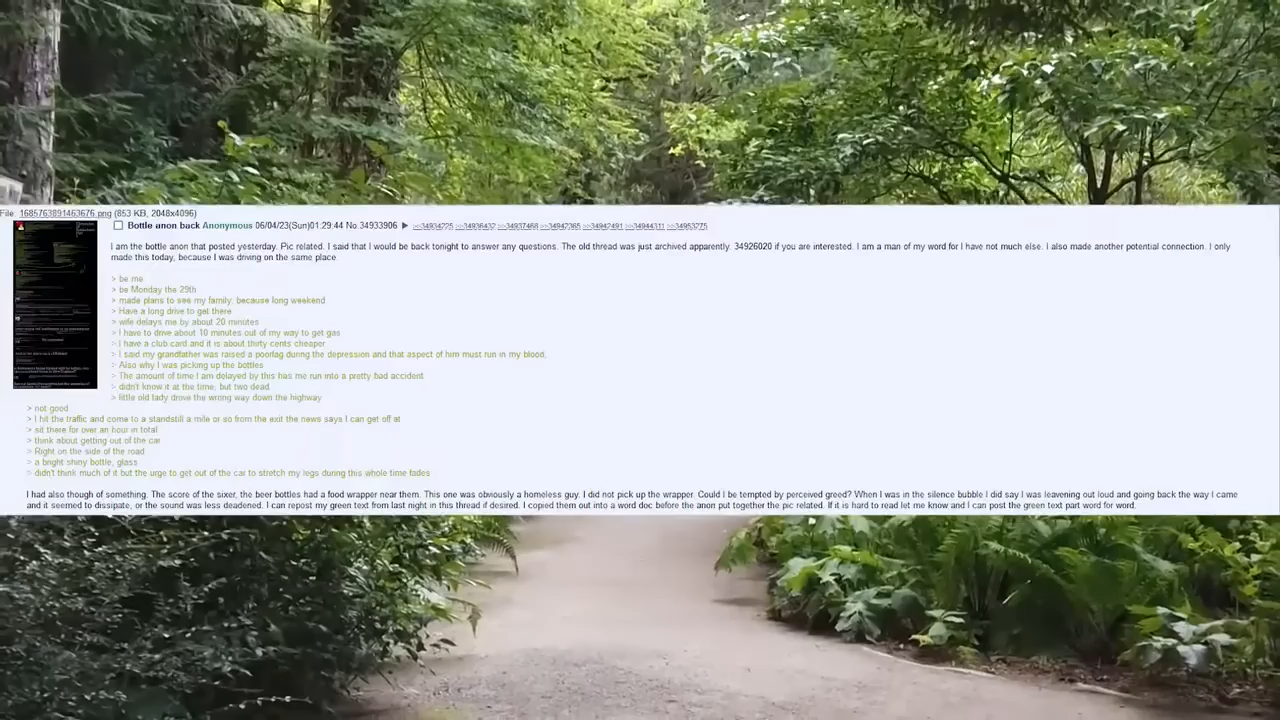 File: 1685763891463676.png (853 KB, 2048x4096)
Bottle anon back Anonymous 06/04/23(Sun)01:29:44 No.34933906 ▶ >>34934225 >>34936432 >>34937468 >>34942365 >>34942491 >>34944311 >>34953275
I am the bottle anon that posted yesterday. Pic related. I said that I would be back tonight to answer any questions. The old thread was just archived apparently. 34926020 if you are interested. I am a man of my word for I have not much else. I also made another potential connection. I only
made this today, because I was driving on the same place.
> be me
> be Monday the 29th
> made plans to see my family, because long weekend
> Have a long drive to get there
> wife delays me by about 20 minutes
> I have to drive about 10 minutes out of my way to get gas
> I have a club card and it is about thirty cents cheaper
> I said my grandfather was raised a poorfag during the depression and that aspect of him must run in my blood.
> Also why I was picking up the bottles
> The amount of time I am delayed by this has me run into a pretty bad accident
> didn't know it at the time, but two dead
> little old lady drove the wrong way down the highway
> not good
> I hit the traffic and come to a standstill a mile or so from the exit the news says I can get off at
> sit there for over an hour in total
> think about getting out of the car
> Right on the side of the road
> a bright shiny bottle, glass
> didn't think much of it but the urge to get out of the car to stretch my legs during this whole time fades
I had also though of something. The score of the sixer, the beer bottles had a food wrapper near them. This one was obviously a homeless guy. I did not pick up the wrapper. Could I be tempted by perceived greed? When I was in the silence bubble I did say I was leavening out loud and going back the way I came
and it seemed to dissipate, or the sound was less deadened. I can repost my green text from last night in this thread if desired. I copied them out into a word doc before the anon put together the pic related. If it is hard to read let me know and I can post the green text part word for word.